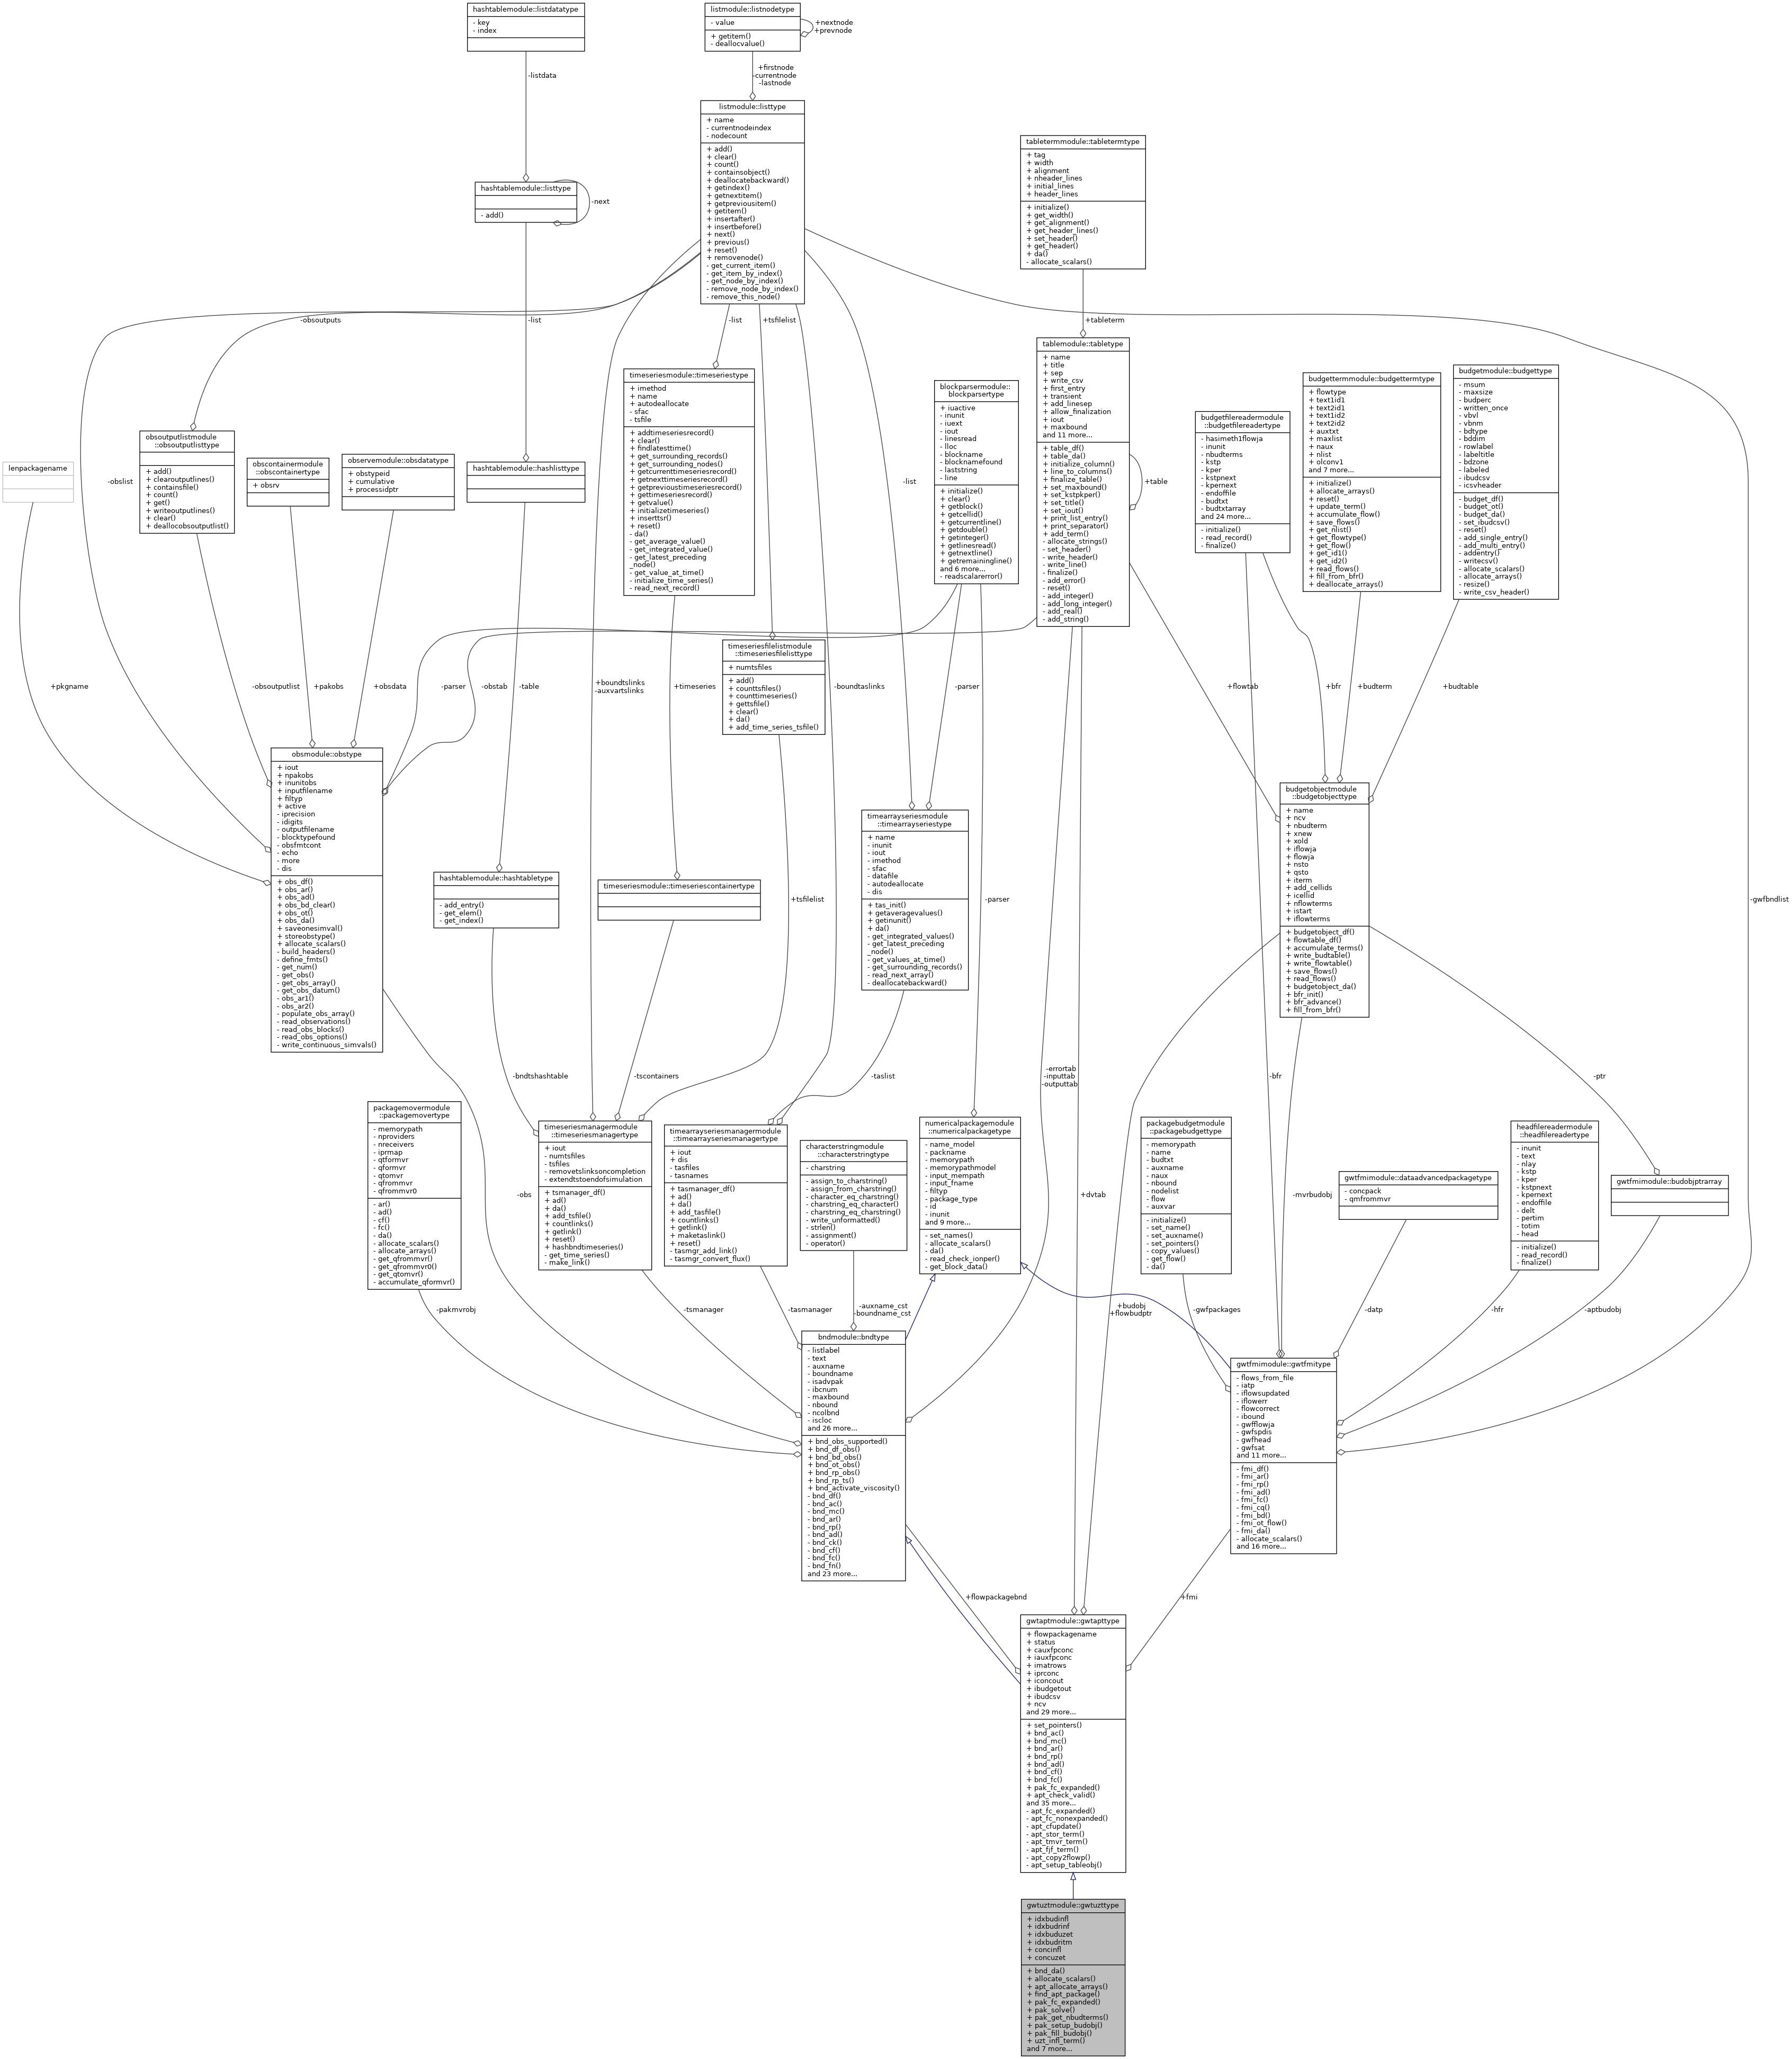 hashtablemodule::listdatatype
- key
- index
listmodule::listnodetype
- value
+ getitem()
- deallocvalue()
+nextnode
+prevnode
-listdata
+firstnode
-currentnode
-lastnode
listmodule::listtype
+ name
- currentnodeindex
- nodecount
+ add()
+ clear()
+ count()
+ containsobject()
+ deallocatebackward()
+ getindex()
+ getnextitem()
+ getpreviousitem()
+ getitem()
+ insertafter()
+ insertbefore()
+ next()
+ previous()
+ reset()
+ removenode()
- get_current_item()
- get_item_by_index()
- get_node_by_index()
- remove_node_by_index()
- remove_this_node()
hashtablemodule::listtype
- add()
-next
tabletermmodule::tabletermtype
+ tag
+ width
+ alignment
+ nheader_lines
+ initial_lines
+ header_lines
+ initialize()
+ get_width()
+ get_alignment()
+ get_header_lines()
+ set_header()
+ get_header()
+ da()
- allocate_scalars()
-obsoutputs
-list
-list
+tsfilelist
+tableterm
tablemodule::tabletype
+ name
+ title
+ sep
+ write_csv
+ first_entry
+ transient
+ add_linesep
+ allow_finalization
+ iout
+ maxbound
and 11 more...
+ table_df()
+ table_da()
+ initialize_column()
+ line_to_columns()
+ finalize_table()
+ set_maxbound()
+ set_kstpkper()
+ set_title()
+ set_iout()
+ print_list_entry()
+ print_separator()
+ add_term()
- allocate_strings()
- set_header()
- write_header()
- write_line()
- finalize()
- add_error()
- reset()
- add_integer()
- add_long_integer()
- add_real()
- add_string()
+table
timeseriesmodule::timeseriestype
+ imethod
+ name
+ autodeallocate
- sfac
- tsfile
+ addtimeseriesrecord()
+ clear()
+ findlatesttime()
+ get_surrounding_records()
+ get_surrounding_nodes()
+ getcurrenttimeseriesrecord()
+ getnexttimeseriesrecord()
+ getprevioustimeseriesrecord()
+ gettimeseriesrecord()
+ getvalue()
+ initializetimeseries()
+ inserttsr()
+ reset()
- da()
- get_average_value()
- get_integrated_value()
- get_latest_preceding
_node()
- get_value_at_time()
- initialize_time_series()
- read_next_record()
blockparsermodule::
blockparsertype
+ iuactive
- inunit
- iuext
- iout
- linesread
- lloc
- blockname
- blocknamefound
- laststring
- line
+ initialize()
+ clear()
+ getblock()
+ getcellid()
+ getcurrentline()
+ getdouble()
+ getinteger()
+ getlinesread()
+ getnextline()
+ getremainingline()
and 6 more...
- readscalarerror()
budgetfilereadermodule
::budgetfilereadertype
- hasimeth1flowja
- inunit
- nbudterms
- kstp
- kper
- kstpnext
- kpernext
- endoffile
- budtxt
- budtxtarray
and 24 more...
- initialize()
- read_record()
- finalize()
budgettermmodule::budgettermtype
+ flowtype
+ text1id1
+ text2id1
+ text1id2
+ text2id2
+ auxtxt
+ maxlist
+ naux
+ nlist
+ olconv1
and 7 more...
+ initialize()
+ allocate_arrays()
+ reset()
+ update_term()
+ accumulate_flow()
+ save_flows()
+ get_nlist()
+ get_flowtype()
+ get_flow()
+ get_id1()
+ get_id2()
+ read_flows()
+ fill_from_bfr()
+ deallocate_arrays()
budgetmodule::budgettype
- msum
- maxsize
- budperc
- written_once
- vbvl
- vbnm
- bdtype
- bddim
- rowlabel
- labeltitle
- bdzone
- labeled
- ibudcsv
- icsvheader
- budget_df()
- budget_ot()
- budget_da()
- set_ibudcsv()
- reset()
- add_single_entry()
- add_multi_entry()
- addentry()
- writecsv()
- allocate_scalars()
- allocate_arrays()
- resize()
- write_csv_header()
lenpackagename
obsoutputlistmodule
::obsoutputlisttype
+ add()
+ clearoutputlines()
+ containsfile()
+ count()
+ get()
+ writeoutputlines()
+ clear()
+ deallocobsoutputlist()
obscontainermodule
::obscontainertype
+ obsrv
observemodule::obsdatatype
+ obstypeid
+ cumulative
+ processidptr
hashtablemodule::hashlisttype
-obslist
-list
timeseriesfilelistmodule
::timeseriesfilelisttype
+ numtsfiles
+ add()
+ counttsfiles()
+ counttimeseries()
+ gettsfile()
+ clear()
+ da()
+ add_time_series_tsfile()
+pkgname
-obsoutputlist
+pakobs
+obsdata
-parser
-obstab
-table
+boundtslinks
-auxvartslinks
+timeseries
-boundtaslinks
-parser
+flowtab
+bfr
+budterm
+budtable
obsmodule::obstype
+ iout
+ npakobs
+ inunitobs
+ inputfilename
+ filtyp
+ active
- iprecision
- idigits
- outputfilename
- blocktypefound
- obsfmtcont
- echo
- more
- dis
+ obs_df()
+ obs_ar()
+ obs_ad()
+ obs_bd_clear()
+ obs_ot()
+ obs_da()
+ saveonesimval()
+ storeobstype()
+ allocate_scalars()
- build_headers()
- define_fmts()
- get_num()
- get_obs()
- get_obs_array()
- get_obs_datum()
- obs_ar1()
- obs_ar2()
- populate_obs_array()
- read_observations()
- read_obs_blocks()
- read_obs_options()
- write_continuous_simvals()
hashtablemodule::hashtabletype
- add_entry()
- get_elem()
- get_index()
timeseriesmodule::timeseriescontainertype
+tsfilelist
timearrayseriesmodule
::timearrayseriestype
+ name
- inunit
- iout
- imethod
- sfac
- datafile
- autodeallocate
- dis
+ tas_init()
+ getaveragevalues()
+ getinunit()
+ da()
- get_integrated_values()
- get_latest_preceding
_node()
- get_values_at_time()
- get_surrounding_records()
- read_next_array()
- deallocatebackward()
-parser
budgetobjectmodule
::budgetobjecttype
+ name
+ ncv
+ nbudterm
+ xnew
+ xold
+ iflowja
+ flowja
+ nsto
+ qsto
+ iterm
+ add_cellids
+ icellid
+ nflowterms
+ istart
+ iflowterms
+ budgetobject_df()
+ flowtable_df()
+ accumulate_terms()
+ write_budtable()
+ write_flowtable()
+ save_flows()
+ read_flows()
+ budgetobject_da()
+ bfr_init()
+ bfr_advance()
+ fill_from_bfr()
-gwfbndlist
-bndtshashtable
-tscontainers
-taslist
-errortab
-inputtab
-outputtab
-bfr
-ptr
packagemovermodule
::packagemovertype
- memorypath
- nproviders
- nreceivers
- iprmap
- qtformvr
- qformvr
- qtomvr
- qfrommvr
- qfrommvr0
- ar()
- ad()
- cf()
- fc()
- da()
- allocate_scalars()
- allocate_arrays()
- get_qfrommvr()
- get_qfrommvr0()
- get_qtomvr()
- accumulate_qformvr()
-obs
timeseriesmanagermodule
::timeseriesmanagertype
+ iout
- numtsfiles
- tsfiles
- removetslinksoncompletion
- extendtstoendofsimulation
+ tsmanager_df()
+ ad()
+ da()
+ add_tsfile()
+ countlinks()
+ getlink()
+ reset()
+ hashbndtimeseries()
- get_time_series()
- make_link()
timearrayseriesmanagermodule
::timearrayseriesmanagertype
+ iout
+ dis
- tasfiles
- tasnames
+ tasmanager_df()
+ ad()
+ da()
+ add_tasfile()
+ countlinks()
+ getlink()
+ maketaslink()
+ reset()
- tasmgr_add_link()
- tasmgr_convert_flux()
characterstringmodule
::characterstringtype
- charstring
- assign_to_charstring()
- assign_from_charstring()
- character_eq_charstring()
- charstring_eq_character()
- charstring_eq_charstring()
- write_unformatted()
- strlen()
- assignment()
- operator()
numericalpackagemodule
::numericalpackagetype
- name_model
- packname
- memorypath
- memorypathmodel
- input_mempath
- input_fname
- filtyp
- package_type
- id
- inunit
and 9 more...
- set_names()
- allocate_scalars()
- da()
- read_check_ionper()
- get_block_data()
+dvtab
packagebudgetmodule
::packagebudgettype
- memorypath
- name
- budtxt
- auxname
- naux
- nbound
- nodelist
- flow
- auxvar
- initialize()
- set_name()
- set_auxname()
- set_pointers()
- copy_values()
- get_flow()
- da()
-mvrbudobj
gwtfmimodule::dataadvancedpackagetype
- concpack
- qmfrommvr
headfilereadermodule
::headfilereadertype
- inunit
- text
- nlay
- kstp
- kper
- kstpnext
- kpernext
- endoffile
- delt
- pertim
- totim
- head
- initialize()
- read_record()
- finalize()
gwtfmimodule::budobjptrarray
-pakmvrobj
-tsmanager
-tasmanager
-auxname_cst
-boundname_cst
+budobj
+flowbudptr
-gwfpackages
-datp
-hfr
-aptbudobj
bndmodule::bndtype
- listlabel
- text
- auxname
- boundname
- isadvpak
- ibcnum
- maxbound
- nbound
- ncolbnd
- iscloc
and 26 more...
+ bnd_obs_supported()
+ bnd_df_obs()
+ bnd_bd_obs()
+ bnd_ot_obs()
+ bnd_rp_obs()
+ bnd_rp_ts()
+ bnd_activate_viscosity()
- bnd_df()
- bnd_ac()
- bnd_mc()
- bnd_ar()
- bnd_rp()
- bnd_ad()
- bnd_ck()
- bnd_cf()
- bnd_fc()
- bnd_fn()
and 23 more...
gwtfmimodule::gwtfmitype
- flows_from_file
- iatp
- iflowsupdated
- iflowerr
- flowcorrect
- ibound
- gwfflowja
- gwfspdis
- gwfhead
- gwfsat
and 11 more...
- fmi_df()
- fmi_ar()
- fmi_rp()
- fmi_ad()
- fmi_fc()
- fmi_cq()
- fmi_bd()
- fmi_ot_flow()
- fmi_da()
- allocate_scalars()
and 16 more...
+flowpackagebnd
+fmi
gwtaptmodule::gwtapttype
+ flowpackagename
+ status
+ cauxfpconc
+ iauxfpconc
+ imatrows
+ iprconc
+ iconcout
+ ibudgetout
+ ibudcsv
+ ncv
and 29 more...
+ set_pointers()
+ bnd_ac()
+ bnd_mc()
+ bnd_ar()
+ bnd_rp()
+ bnd_ad()
+ bnd_cf()
+ bnd_fc()
+ pak_fc_expanded()
+ apt_check_valid()
and 35 more...
- apt_fc_expanded()
- apt_fc_nonexpanded()
- apt_cfupdate()
- apt_stor_term()
- apt_tmvr_term()
- apt_fjf_term()
- apt_copy2flowp()
- apt_setup_tableobj()
gwtuztmodule::gwtuzttype
+ idxbudinfl
+ idxbudrinf
+ idxbuduzet
+ idxbudritm
+ concinfl
+ concuzet
+ bnd_da()
+ allocate_scalars()
+ apt_allocate_arrays()
+ find_apt_package()
+ pak_fc_expanded()
+ pak_solve()
+ pak_get_nbudterms()
+ pak_setup_budobj()
+ pak_fill_budobj()
+ uzt_infl_term()
and 7 more...